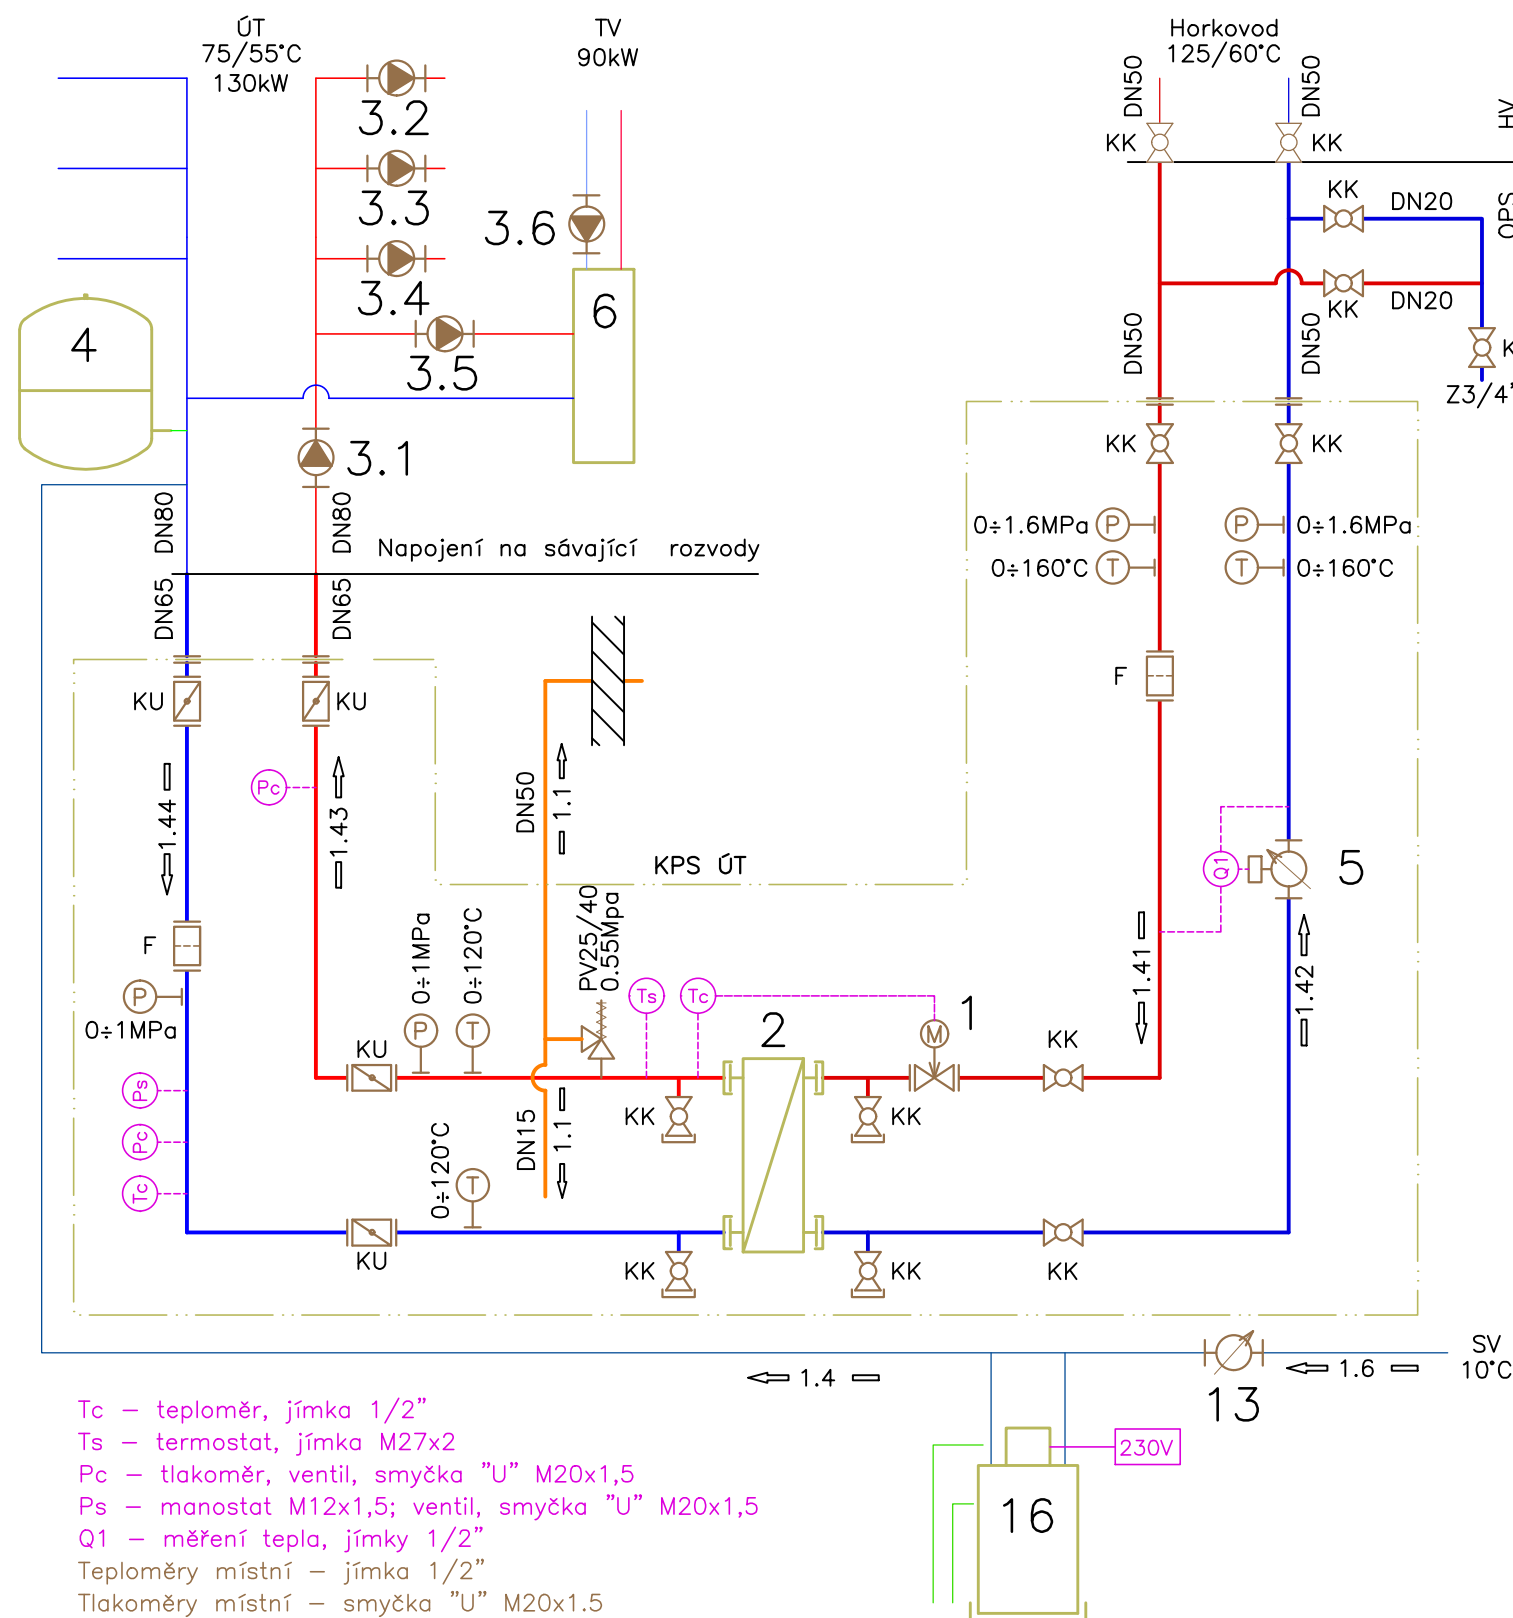 ÚT
75/55°C
130kW
TV
90kW
Horkovod
125/60°C
DN50
DN50
HV
KK
KK
3.2
3.3
3.4
3.5
3.6
3.1
4
6
KK
DN20
OPS
KK
DN20
DN50
DN50
Z3/4"
KK
KK
DN80
DN80
Napojení na sávající rozvody
DN65
DN65
0÷1.6MPa
P
P
0÷1.6MPa
0÷160°C
T
T
0÷160°C
KU
KU
F
Pc
1.44
1.43
DN50
1.1
KPS ÚT
Q1
5
F
P
0÷1MPa
0÷1MPa
P
0÷120°C
T
PV25/40
0.55Mpa
Ts
Tc
M
1
2
1.41
1.42
KU
KK
Ps
Pc
Tc
KK
KK
DN15
1.1
0÷120°C
T
KU
KK
KK
KK
SV
10°C
1.4
1.6
13
230V
16
Tc – teploměr, jímka 1/2"
Ts – termostat, jímka M27x2
Pc – tlakoměr, ventil, smyčka "U" M20x1,5
Ps – manostat M12x1,5; ventil, smyčka "U" M20x1,5
Q1 – měření tepla, jímky 1/2"
Teploměry místní – jímka 1/2"
Tlakoměry místní – smyčka "U" M20x1.5